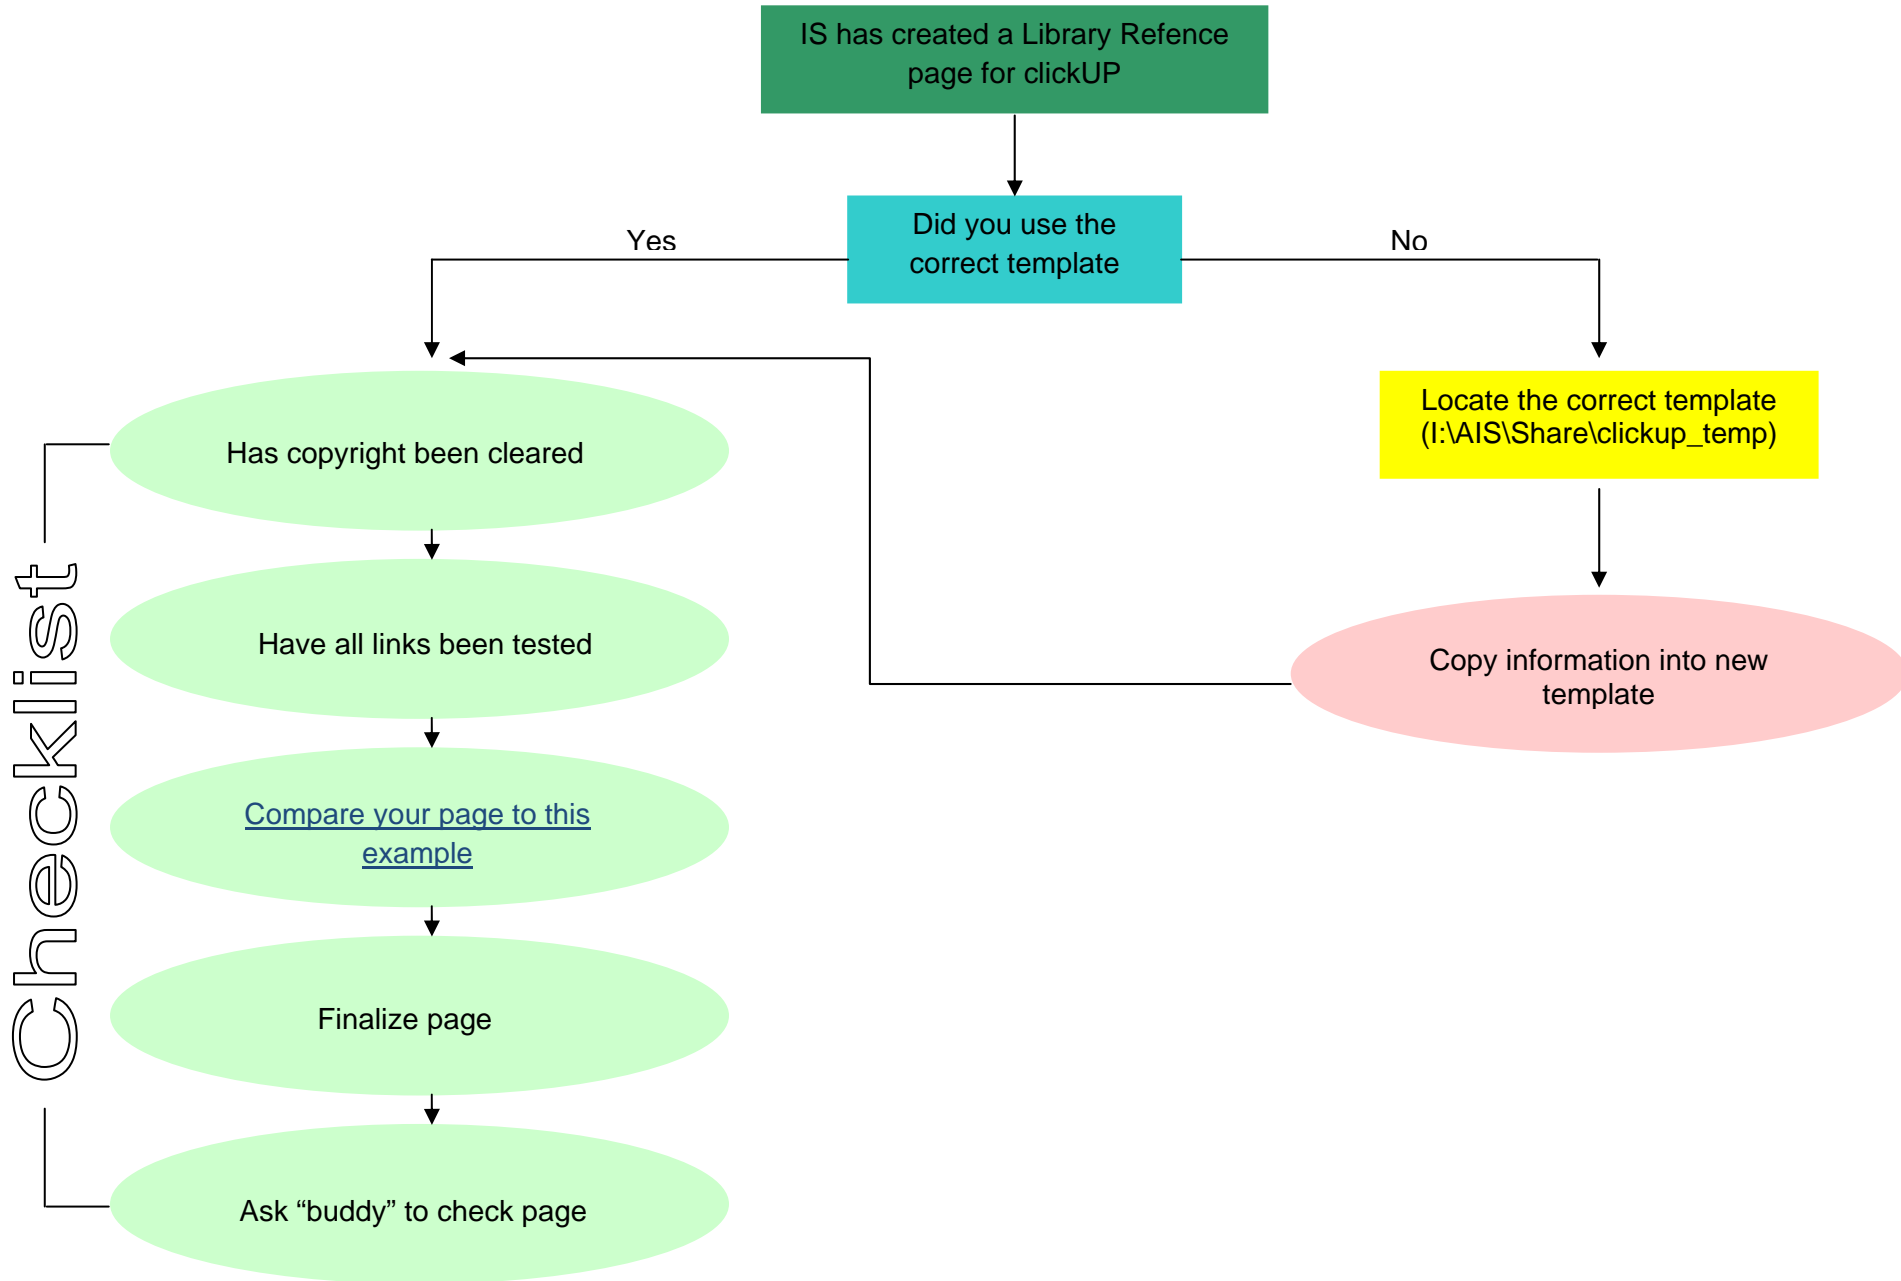 IS has created a Library Refence
page for clickUP
Did you use the
correct template
Yes
No
Has copyright been cleared
Locate the correct template
(I:\AIS\Share\clickup_temp)
Have all links been tested
Copy information into new
template
Compare your page to this
example
Finalize page
Ask “buddy” to check page
Checklist